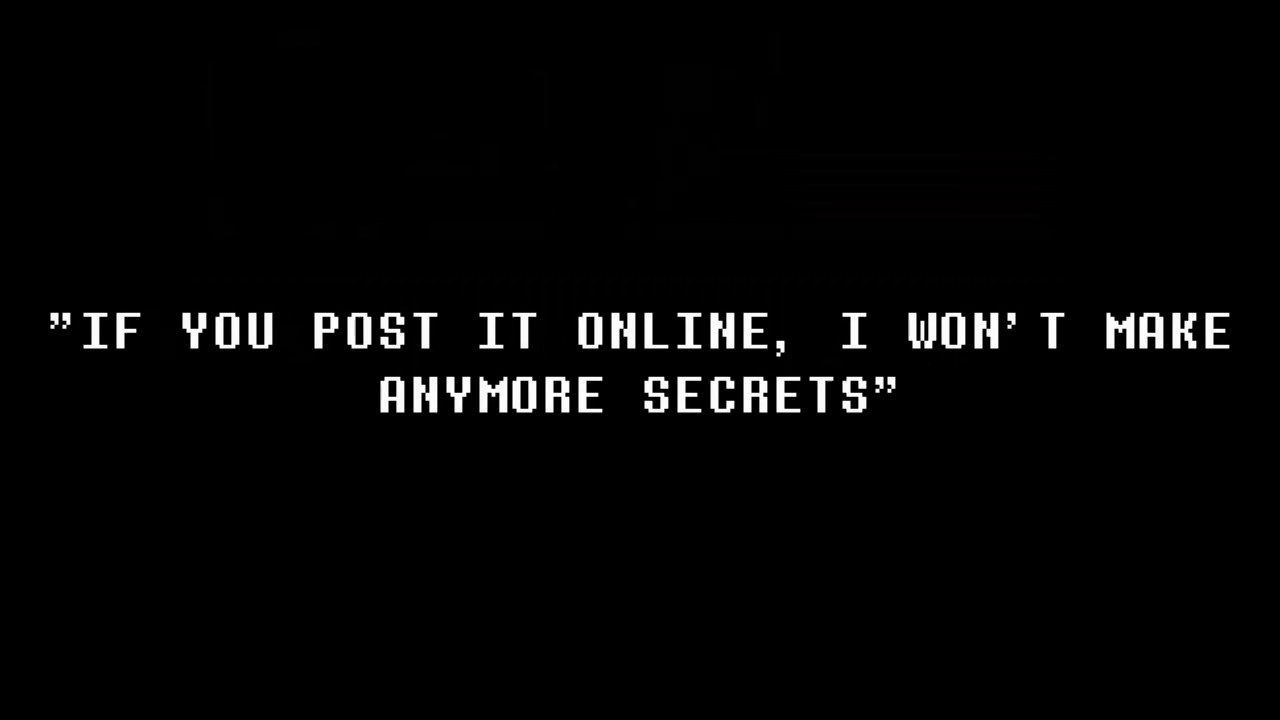 ”IF YOU POST IT ONLINE, I WON’T MAKE
ANYMORE SECRETS”